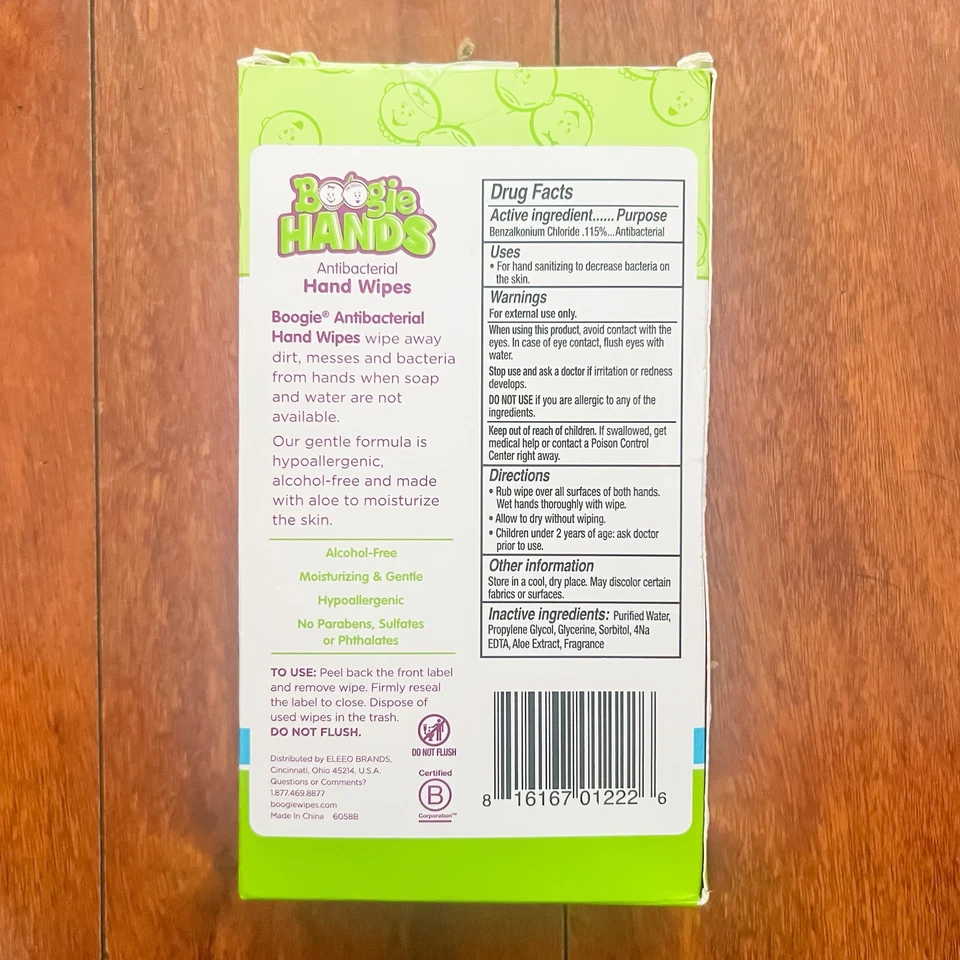 Boogie®
HANDS
Antibacterial
Hand Wipes
Boogie® Antibacterial
Hand Wipes wipe away
dirt, messes and bacteria
from hands when soap
and water are not
available.
Our gentle formula is
hypoallergenic,
alcohol-free and made
with aloe to moisturize
the skin.
Alcohol-Free
Moisturizing & Gentle
Hypoallergenic
No Parabens, Sulfates
or Phthalates
TO USE: Peel back the front label
and remove wipe. Firmly reseal
the label to close. Dispose of
used wipes in the trash.
DO NOT FLUSH.
DO NOT FLUSH
Distributed by ELEEO BRANDS,
Cincinnati, Ohio 45214, U.S.A.
Questions or Comments?
1.877.469.8877
boogiewipes.com
Made In China 6058B
Certified
B
Corporation™
Drug Facts
Active ingredient...... Purpose
Benzalkonium Chloride .115%...Antibacterial
Uses
• For hand sanitizing to decrease bacteria on
the skin.
Warnings
For external use only.
When using this product, avoid contact with the
eyes. In case of eye contact, flush eyes with
water.
Stop use and ask a doctor if irritation or redness
develops.
DO NOT USE if you are allergic to any of the
ingredients.
Keep out of reach of children. If swallowed, get
medical help or contact a Poison Control
Center right away.
Directions
• Rub wipe over all surfaces of both hands.
Wet hands thoroughly with wipe.
• Allow to dry without wiping.
• Children under 2 years of age: ask doctor
prior to use.
Other information
Store in a cool, dry place. May discolor certain
fabrics or surfaces.
Inactive ingredients: Purified Water,
Propylene Glycol, Glycerine, Sorbitol, 4Na
EDTA, Aloe Extract, Fragrance
8 16167 01222 6